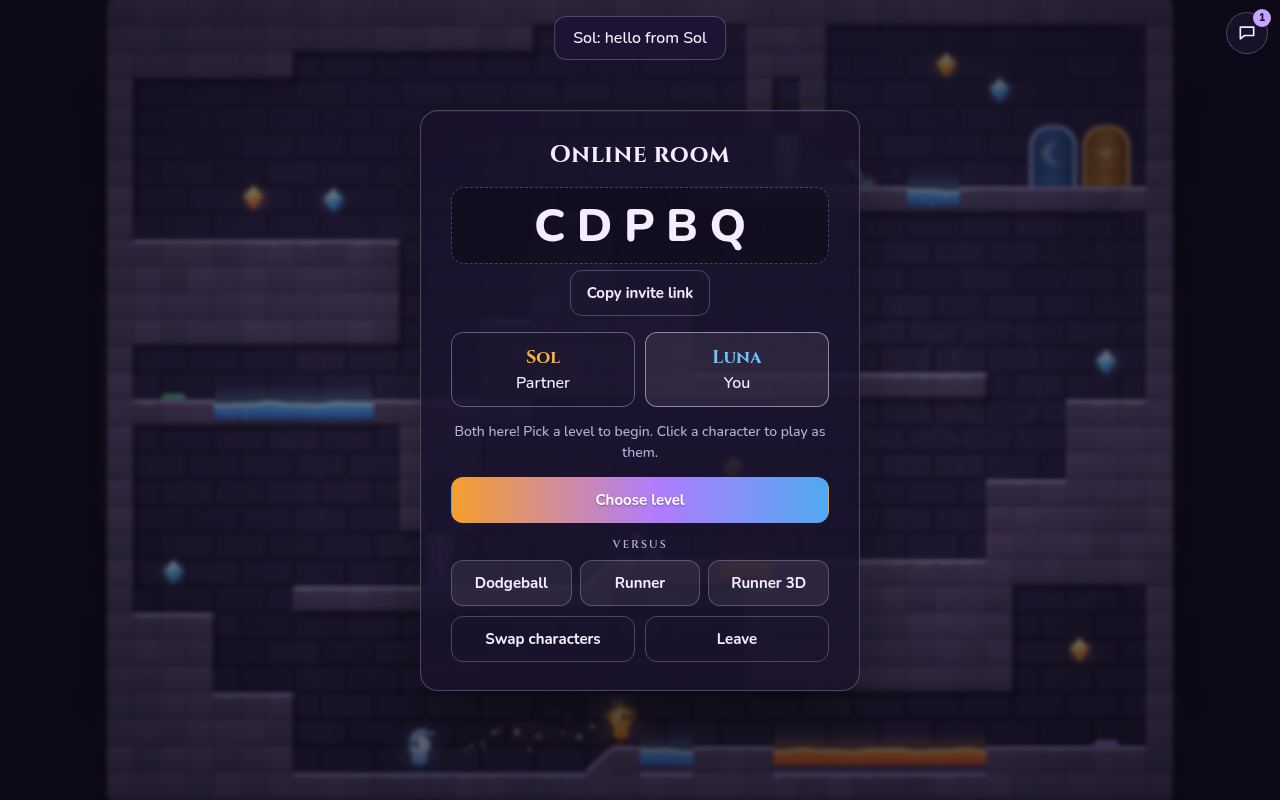 Sol: hello from Sol
1
Online room
CDPBQ
Copy invite link
Sol
Partner
Luna
You
Both here! Pick a level to begin. Click a character to play as
them.
Choose level
VERSUS
Dodgeball
Runner
Runner 3D
Swap characters
Leave